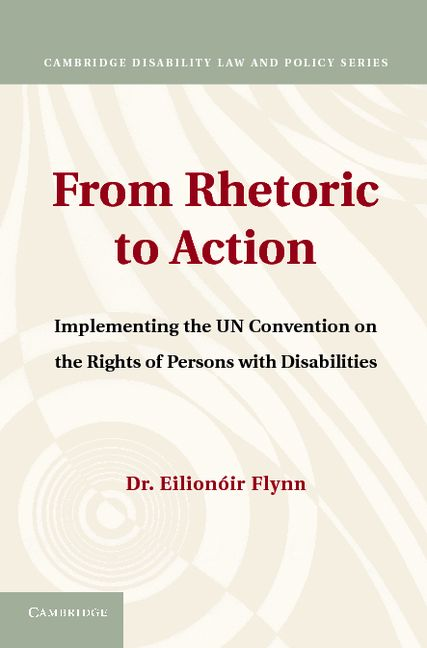 CAMBRIDGE DISABILITY LAW AND POLICY SERIES
From Rhetoric
to Action
Implementing the UN Convention on
the Rights of Persons with Disabilities
Dr. Eilionóir Flynn
CAMBRIDGE